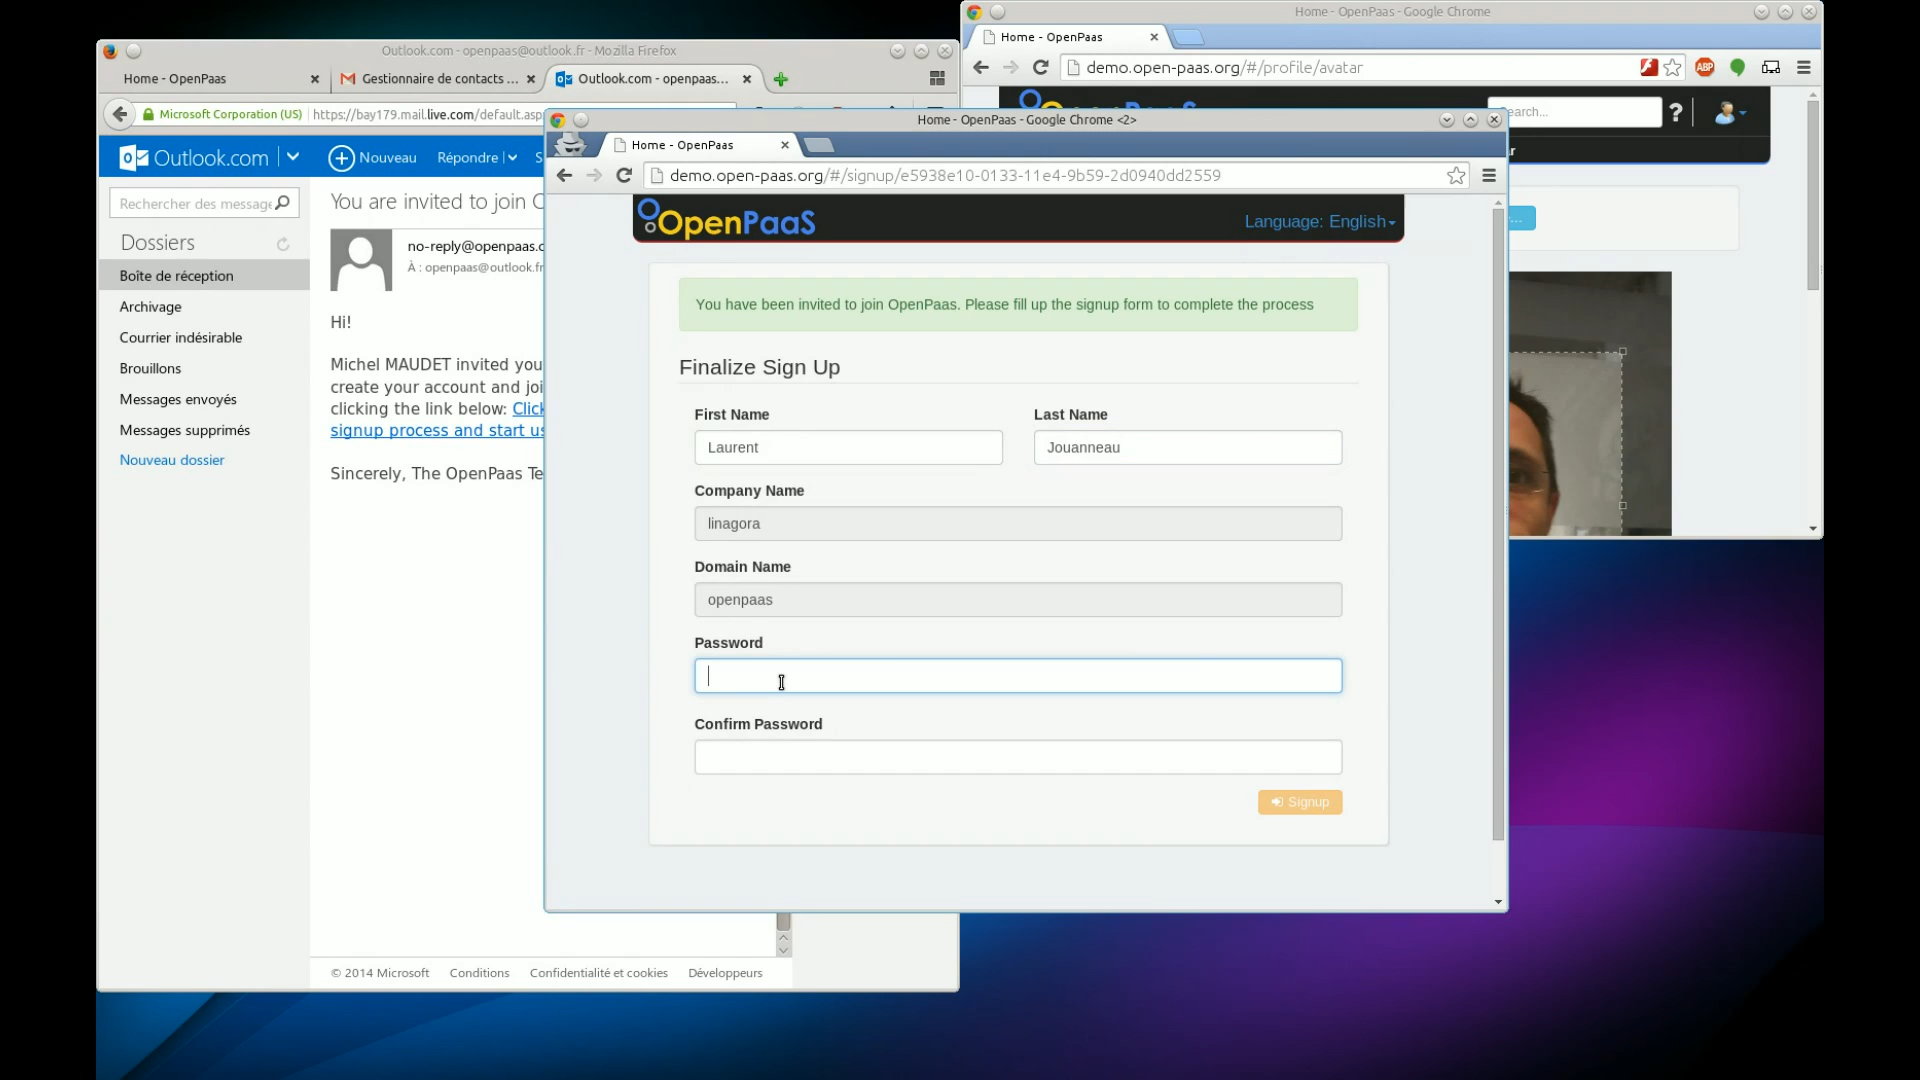 Outlook.com - openpaas@outlook.fr - Mozilla Firefox
Home - OpenPaas
Gestionnaire de contacts ...
Outlook.com - openpaas...
Microsoft Corporation (US)
https://bay179.mail.live.com/default.asp
Outlook.com
Nouveau
Répondre
Rechercher des message
Dossiers
Boîte de réception
Archivage
Courrier indésirable
Brouillons
Messages envoyés
Messages supprimés
Nouveau dossier
You are invited to join
no-reply@openpaas.
À : openpaas@outlook.fr
Hi!
Michel MAUDET invited you
create your account and
clicking the link below:
signup process and start
Sincerely, The OpenPaas
© 2014 Microsoft
Conditions
Confidentialité et cookies
Développeurs
Home - OpenPaas - Google Chrome
Home - OpenPaas
demo.open-paas.org/#/profile/avatar
ABP
?
Home - OpenPaas - Google Chrome <2>
Home - OpenPaas
demo.open-paas.org/#/signup/e5938e10-0133-11e4-9b59-2d0940dd2559
OpenPaaS
Language: English
You have been invited to join OpenPaas. Please fill up the signup form to complete the process
Finalize Sign Up
First Name
Last Name
Laurent
Jouanneau
Company Name
linagora
Domain Name
openpaas
Password
Confirm Password
Signup